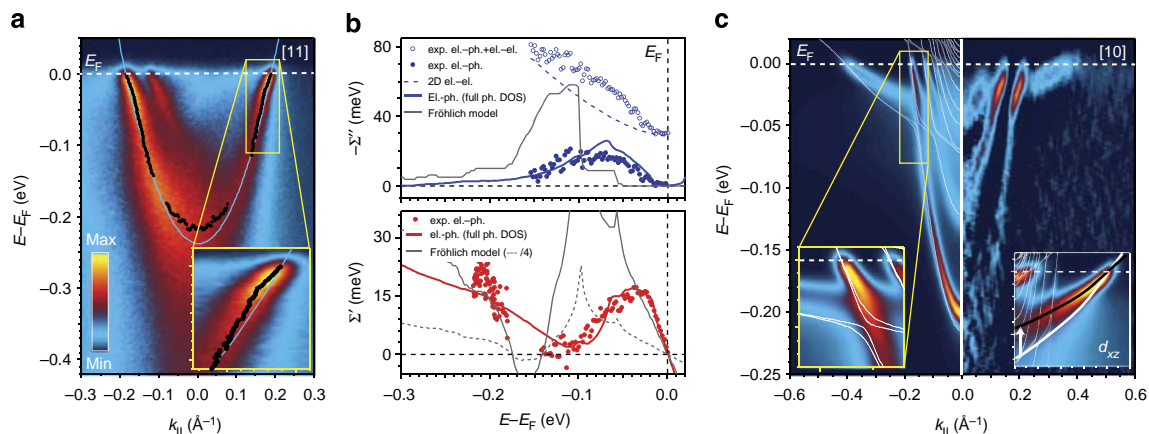 a
E_F
[11]
0.0
−0.1
−0.2
−0.3
−0.4
E–E_F (eV)
Max
Min
−0.3 −0.2 −0.1 0.0 0.1 0.2 0.3
k_|| (Å⁻¹)
b
80
40
0
−Σ″ (meV)
exp. el.–ph.+el.–el.
exp. el.–ph.
2D el.–el.
El.-ph. (full ph. DOS)
Fröhlich model
E_F
30
15
0
Σ′ (meV)
exp. el.–ph.
el.-ph. (full ph. DOS)
Fröhlich model (--- /4)
−0.3 −0.2 −0.1 0.0
E–E_F (eV)
c
E_F
[10]
0.00
−0.05
−0.10
−0.15
−0.20
−0.25
E–E_F (eV)
d_xz
−0.6 −0.4 −0.2 0.0 0.2 0.4 0.6
k_|| (Å⁻¹)